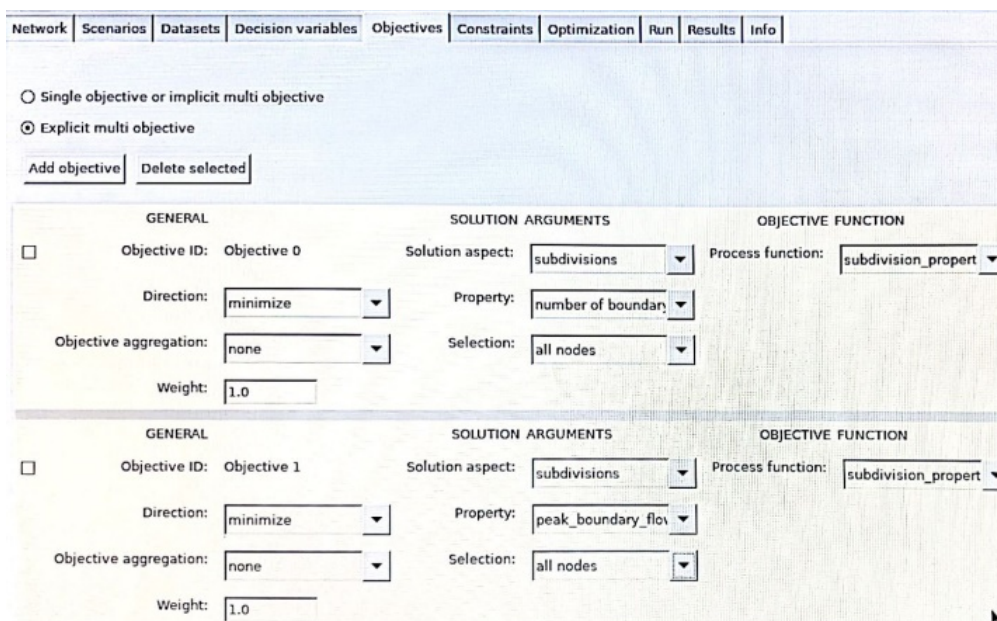 Network Scenarios Datasets Decision variables Objectives Constraints Optimization Run Results Info
Single objective or implicit multi objective
Explicit multi objective
Add objective Delete selected
GENERAL SOLUTION ARGUMENTS OBJECTIVE FUNCTION
Objective ID: Objective 0 Solution aspect: subdivisions Process function: subdivision_propert
Direction: minimize Property: number of boundary
Objective aggregation: none Selection: all nodes
Weight: 1.0
GENERAL SOLUTION ARGUMENTS OBJECTIVE FUNCTION
Objective ID: Objective 1 Solution aspect: subdivisions Process function: subdivision_propert
Direction: minimize Property: peak_boundary_flow
Objective aggregation: none Selection: all nodes
Weight: 1.0